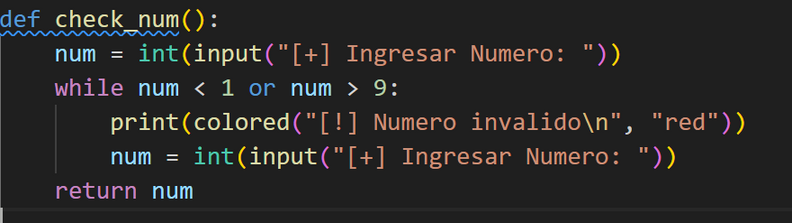 def check_num():
    num = int(input("[+] Ingresar Numero: "))
    while num < 1 or num > 9:
        print(colored("[!] Numero invalido\n", "red"))
        num = int(input("[+] Ingresar Numero: "))
    return num